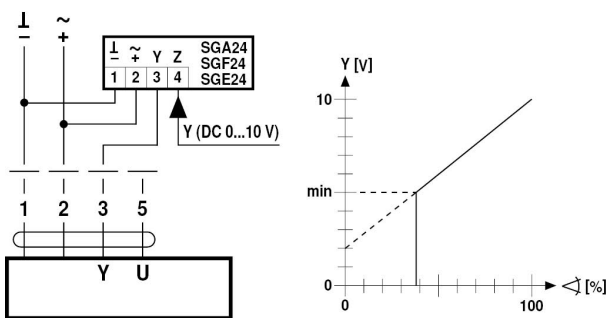 ⊥ ~
– +
⊥ ~ Y Z
– +
1 2 3 4
SGA24
SGF24
SGE24
Y (DC 0...10 V)
1 2 3 5
Y U
Y [V]
10
min
0
0 100
∢ [%]